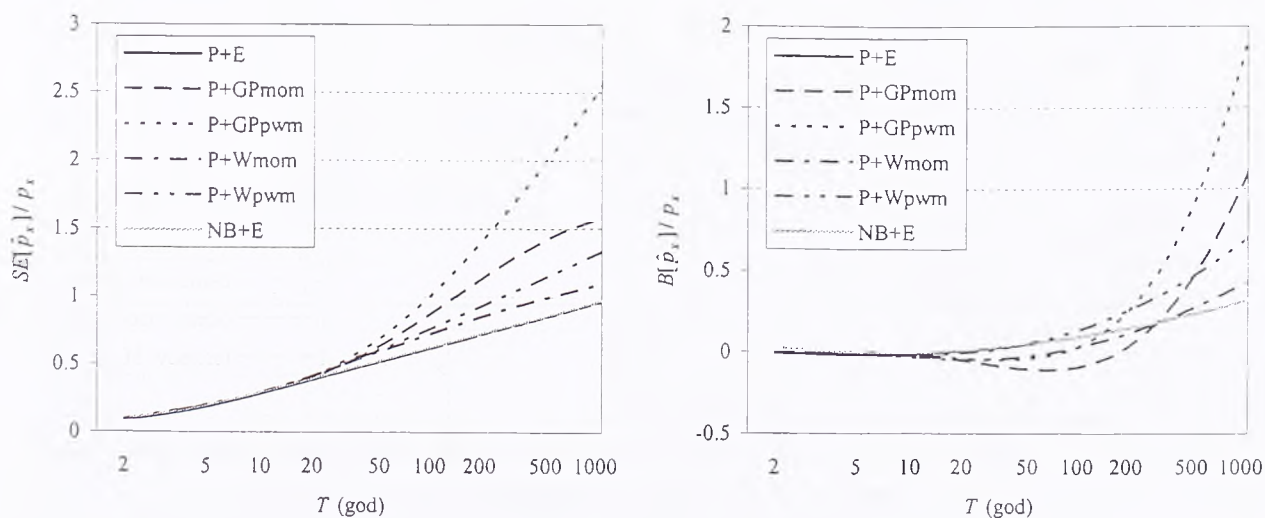 3
2.5
2
1.5
1
0.5
0
SE[p̂ₓ]/pₓ
P+E
P+GPmom
P+GPpwm
P+Wmom
P+Wpwm
NB+E
2 5 10 20 50 100 200 500 1000
T (god)
2
1.5
1
0.5
0
-0.5
B[p̂ₓ]/pₓ
P+E
P+GPmom
P+GPpwm
P+Wmom
P+Wpwm
NB+E
2 5 10 20 50 100 200 500 1000
T (god)